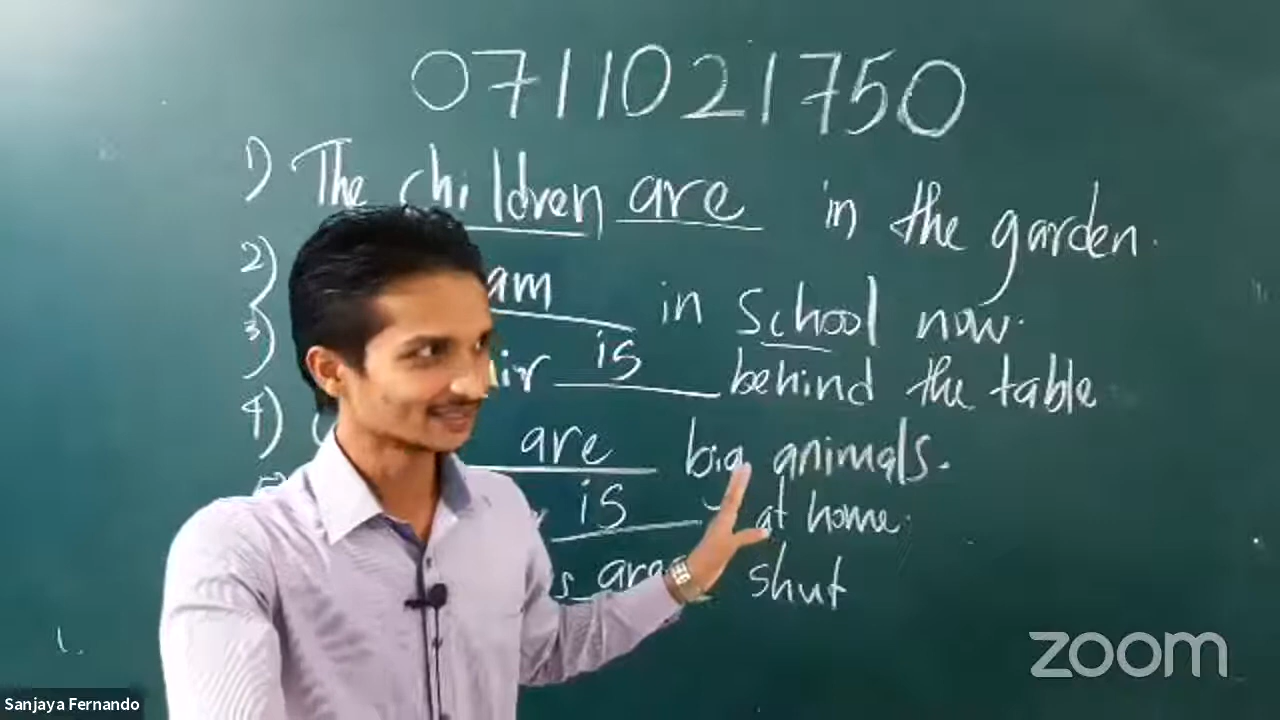 0711021750
1) The children are in the garden.
2) am in school now.
3) is behind the table
4) are big animals.
is at home.
are shut
zoom
Sanjaya Fernando